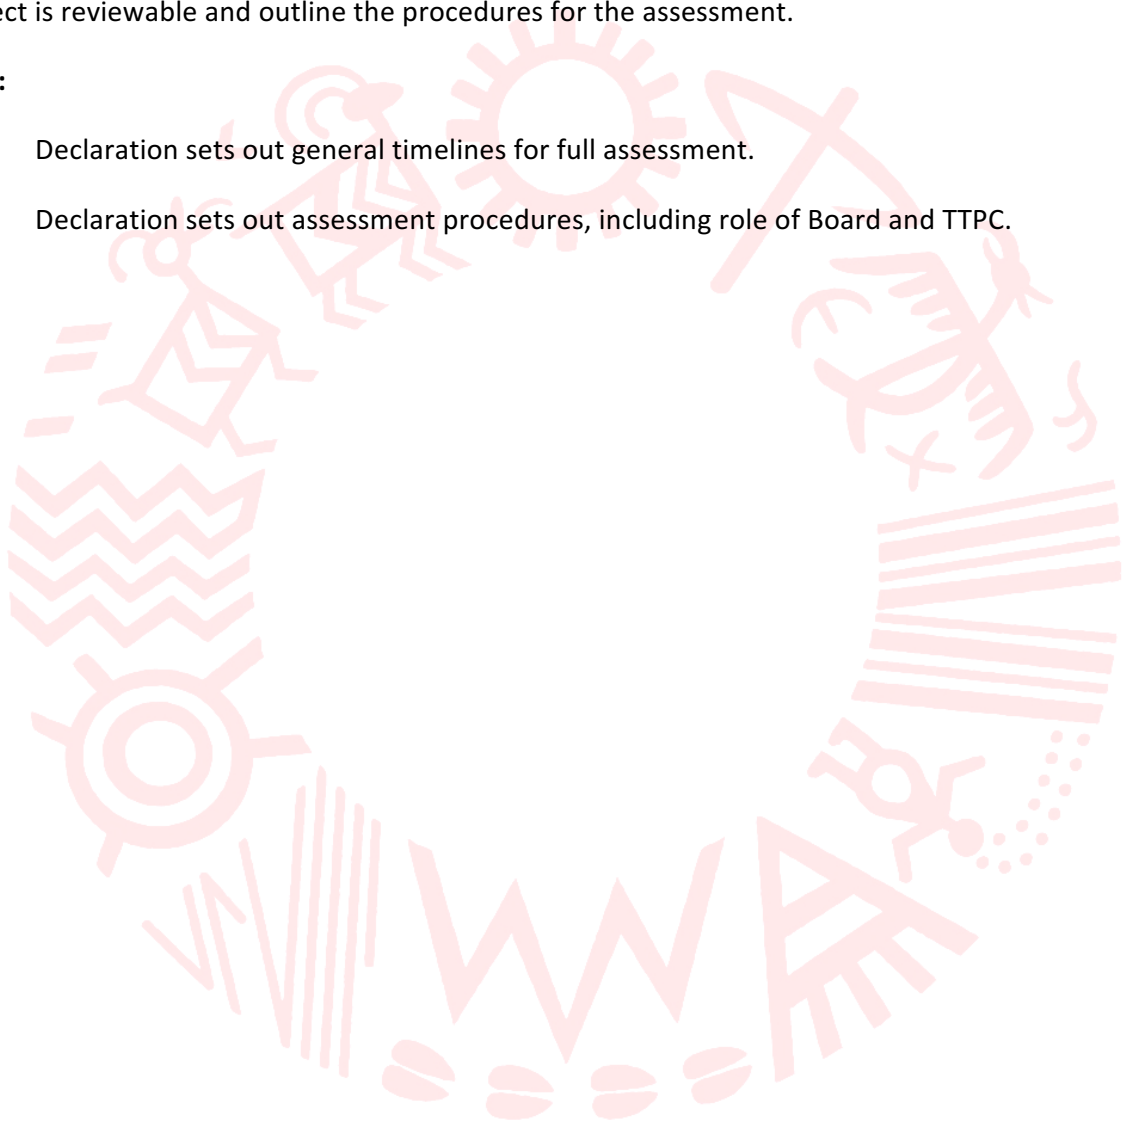 ect is reviewable and outline the procedures for the assessment.
:
Declaration sets out general timelines for full assessment.
Declaration sets out assessment procedures, including role of Board and TTPC.